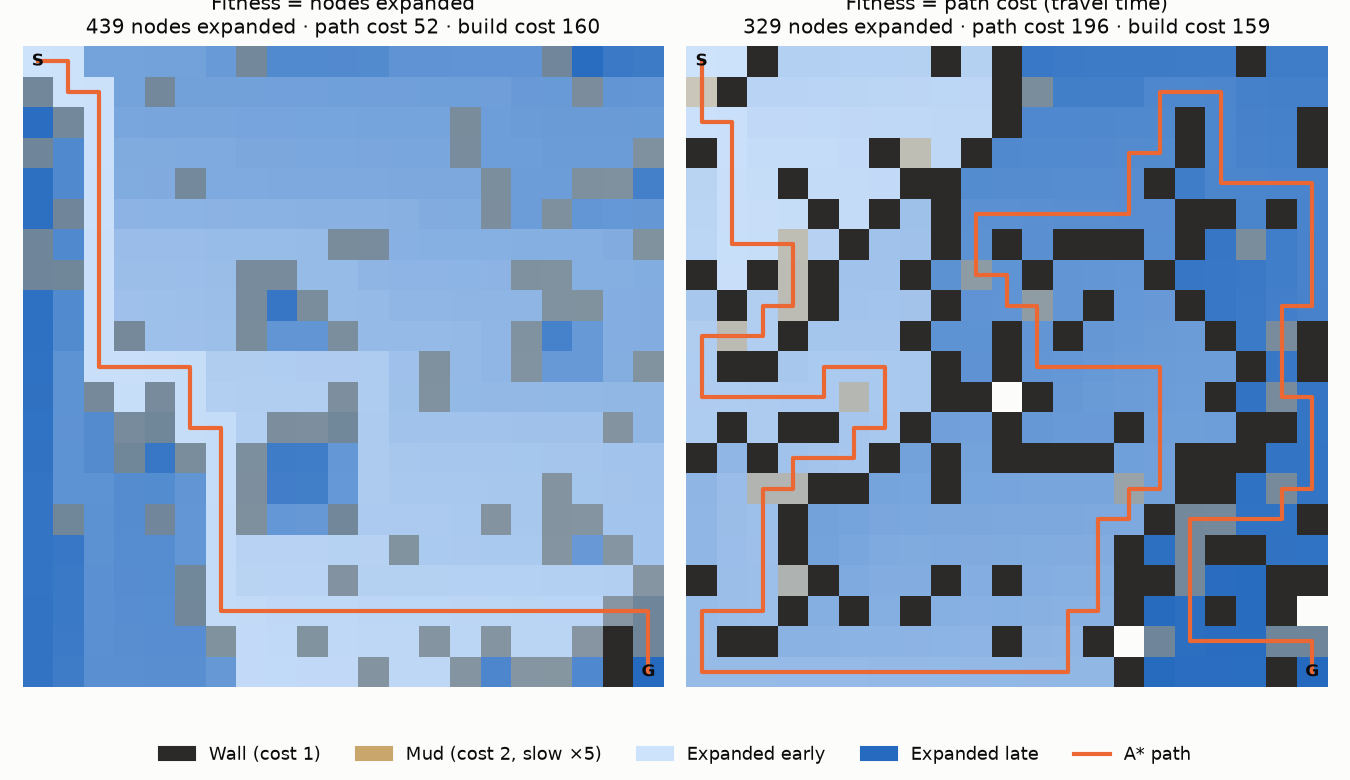 Fitness = nodes expanded
439 nodes expanded · path cost 52 · build cost 160
Fitness = path cost (travel time)
329 nodes expanded · path cost 196 · build cost 159
S
G
S
G
Wall (cost 1)
Mud (cost 2, slow ×5)
Expanded early
Expanded late
A* path